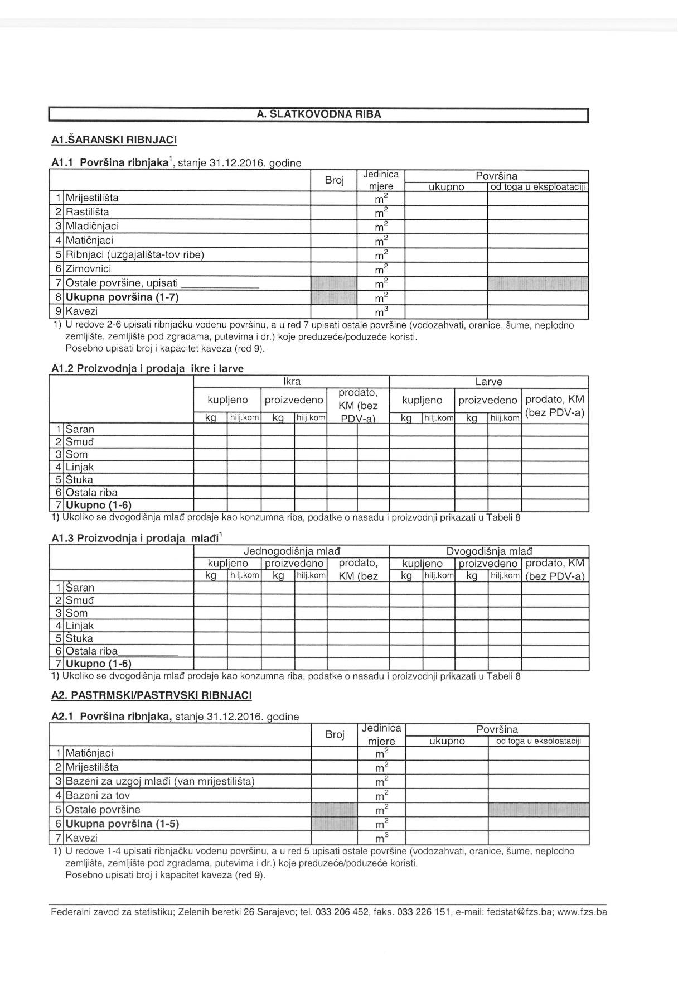 A. SLATKOVODNA RIBA
A1.ŠARANSKI RIBNJACI
A1.1 Površina ribnjaka¹, stanje 31.12.2016. godine
Broj Jedinica mjere Površina
ukupno od toga u eksploataciji
1 Mrijestilišta m²
2 Rastilišta m²
3 Mladičnjaci m²
4 Matičnjaci m²
5 Ribnjaci (uzgajališta-tov ribe) m²
6 Zimovnici m²
7 Ostale površine, upisati _____________ m²
8 Ukupna površina (1-7) m²
9 Kavezi m³
1) U redove 2-6 upisati ribnjačku vodenu površinu, a u red 7 upisati ostale površine (vodozahvati, oranice, šume, neplodno
zemljište, zemljište pod zgradama, putevima i dr.) koje preduzeće/poduzeće koristi.
Posebno upisati broj i kapacitet kaveza (red 9).
A1.2 Proizvodnja i prodaja ikre i larve
Ikra Larve
kupljeno proizvedeno prodato, KM (bez PDV-a) kupljeno proizvedeno prodato, KM (bez PDV-a)
kg hilj.kom kg hilj.kom kg hilj.kom kg hilj.kom
1 Šaran
2 Smuđ
3 Som
4 Linjak
5 Štuka
6 Ostala riba
7 Ukupno (1-6)
1) Ukoliko se dvogodišnja mlađ prodaje kao konzumna riba, podatke o nasadu i proizvodnji prikazati u Tabeli 8
A1.3 Proizvodnja i prodaja mlađi¹
Jednogodišnja mlađ Dvogodišnja mlađ
kupljeno proizvedeno prodato, kupljeno proizvedeno prodato, KM
kg hilj.kom kg hilj.kom KM (bez kg hilj.kom kg hilj.kom (bez PDV-a)
1 Šaran
2 Smuđ
3 Som
4 Linjak
5 Štuka
6 Ostala riba__________
7 Ukupno (1-6)
1) Ukoliko se dvogodišnja mlađ prodaje kao konzumna riba, podatke o nasadu i proizvodnji prikazati u Tabeli 8
A2. PASTRMSKI/PASTRVSKI RIBNJACI
A2.1 Površina ribnjaka, stanje 31.12.2016. godine
Broj Jedinica mjere Površina
ukupno od toga u eksploataciji
1 Matičnjaci m²
2 Mrijestilišta m²
3 Bazeni za uzgoj mlađi (van mrijestilišta) m²
4 Bazeni za tov m²
5 Ostale površine m²
6 Ukupna površina (1-5) m²
7 Kavezi m³
1) U redove 1-4 upisati ribnjačku vodenu površinu, a u red 5 upisati ostale površine (vodozahvati, oranice, šume, neplodno
zemljište, zemljište pod zgradama, putevima i dr.) koje preduzeće/poduzeće koristi.
Posebno upisati broj i kapacitet kaveza (red 9).
Federalni zavod za statistiku; Zelenih beretki 26 Sarajevo; tel. 033 206 452, faks. 033 226 151, e-mail: fedstat@fzs.ba; www.fzs.ba